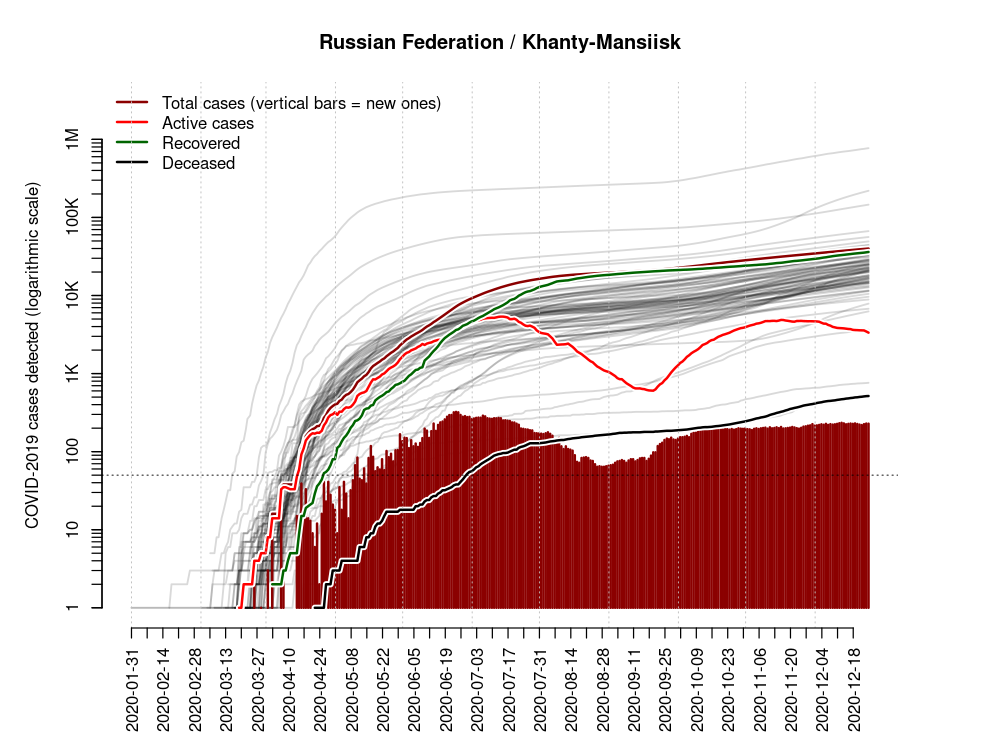 Russian Federation / Khanty-Mansiisk
Total cases (vertical bars = new ones)
Active cases
Recovered
Deceased
COVID-2019 cases detected (logarithmic scale)
1M
100K
10K
1K
100
10
1
2020-01-31
2020-02-14
2020-02-28
2020-03-13
2020-03-27
2020-04-10
2020-04-24
2020-05-08
2020-05-22
2020-06-05
2020-06-19
2020-07-03
2020-07-17
2020-07-31
2020-08-14
2020-08-28
2020-09-11
2020-09-25
2020-10-09
2020-10-23
2020-11-06
2020-11-20
2020-12-04
2020-12-18